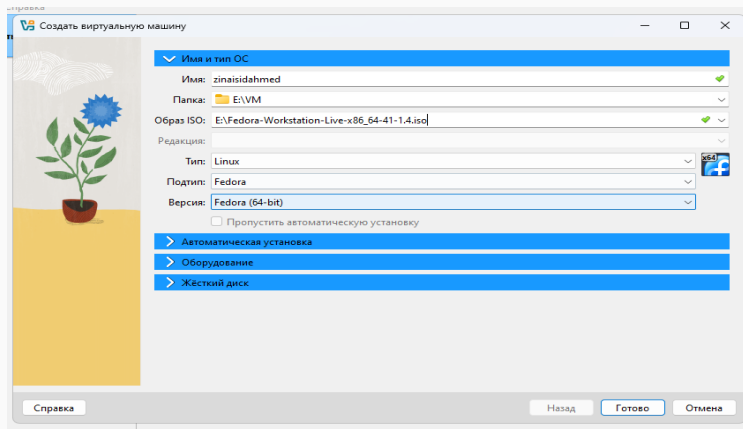 Справка
Создать виртуальную машину
Имя и тип ОС
Имя: zinaisidahmed
Папка: E:\VM
Образ ISO: E:\Fedora-Workstation-Live-x86_64-41-1.4.iso
Редакция:
Тип: Linux
x64
Подтип: Fedora
Версия: Fedora (64-bit)
Пропустить автоматическую установку
Автоматическая установка
Оборудование
Жёсткий диск
Справка Назад Готово Отмена